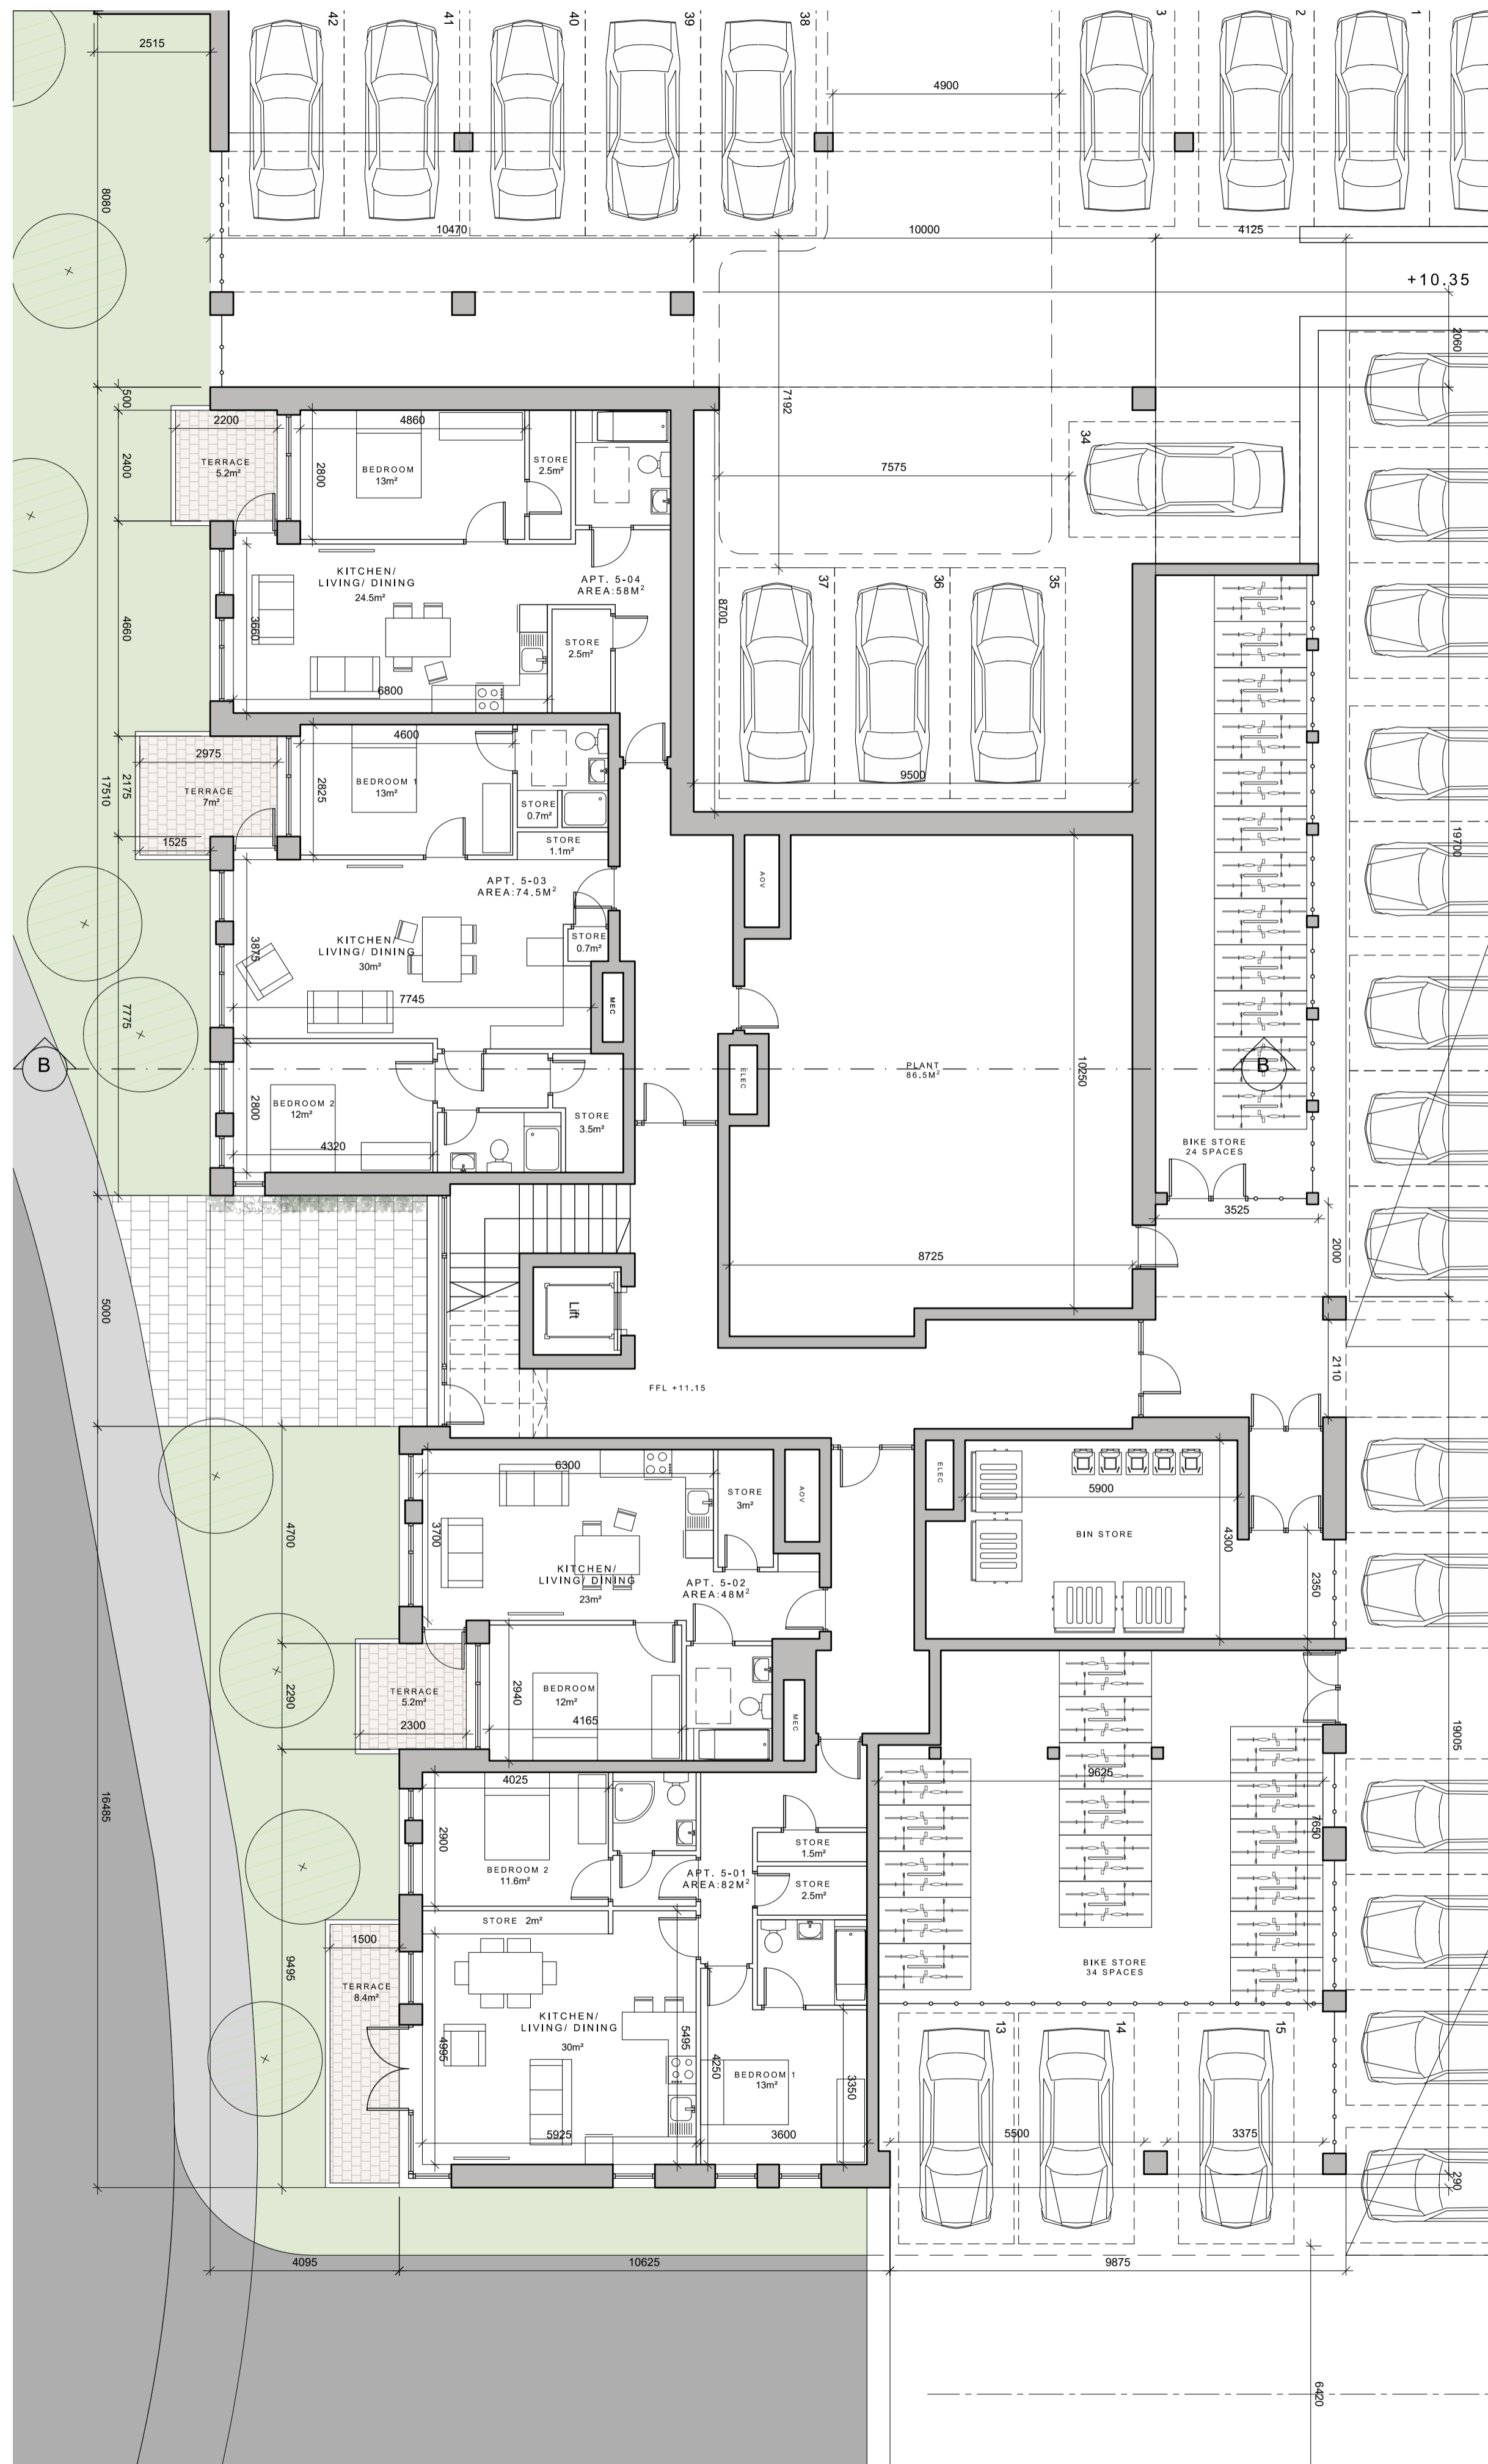 42
41
40
39
38
3
2
1
2515
4900
8080
10470
10000
4125
+10.35
2060
500
7192
2200
4860
34
2400
TERRACE
5.2m²
2800
BEDROOM
13m²
STORE
2.5m²
7575
KITCHEN/
LIVING/ DINING
24.5m²
APT. 5-04
AREA:58M²
37
36
35
8700
4660
3660
STORE
2.5m²
6800
2975
4600
9500
17510
2175
TERRACE
7m²
2825
BEDROOM 1
13m²
STORE
0.7m²
1525
STORE
1.1m²
19700
AOV
APT. 5-03
AREA:74.5M²
3875
KITCHEN/
LIVING/ DINING
30m²
STORE
0.7m²
7745
MEC
7775
B
ELEC
PLANT
86.5M²
10250
B
2800
BEDROOM 2
12m²
STORE
3.5m²
4320
BIKE STORE
24 SPACES
3525
2000
8725
5000
Lift
2110
FFL +11.15
6300
STORE
3m²
AOV
ELEC
5900
4700
3700
BIN STORE
4300
KITCHEN/
LIVING/ DINING
23m²
APT. 5-02
AREA:48M²
2350
2290
TERRACE
5.2m²
2940
BEDROOM
12m²
2300
4165
MEC
19005
9625
4025
16485
2900
7650
STORE
1.5m²
BEDROOM 2
11.6m²
APT. 5-01
AREA:82M²
STORE
2.5m²
STORE 2m²
1500
9495
BIKE STORE
34 SPACES
TERRACE
8.4m²
KITCHEN/
LIVING/ DINING
30m²
13
14
15
4995
5495
4250
BEDROOM 1
13m²
3350
5925
3600
5500
3375
290
4095
10625
9875
6420